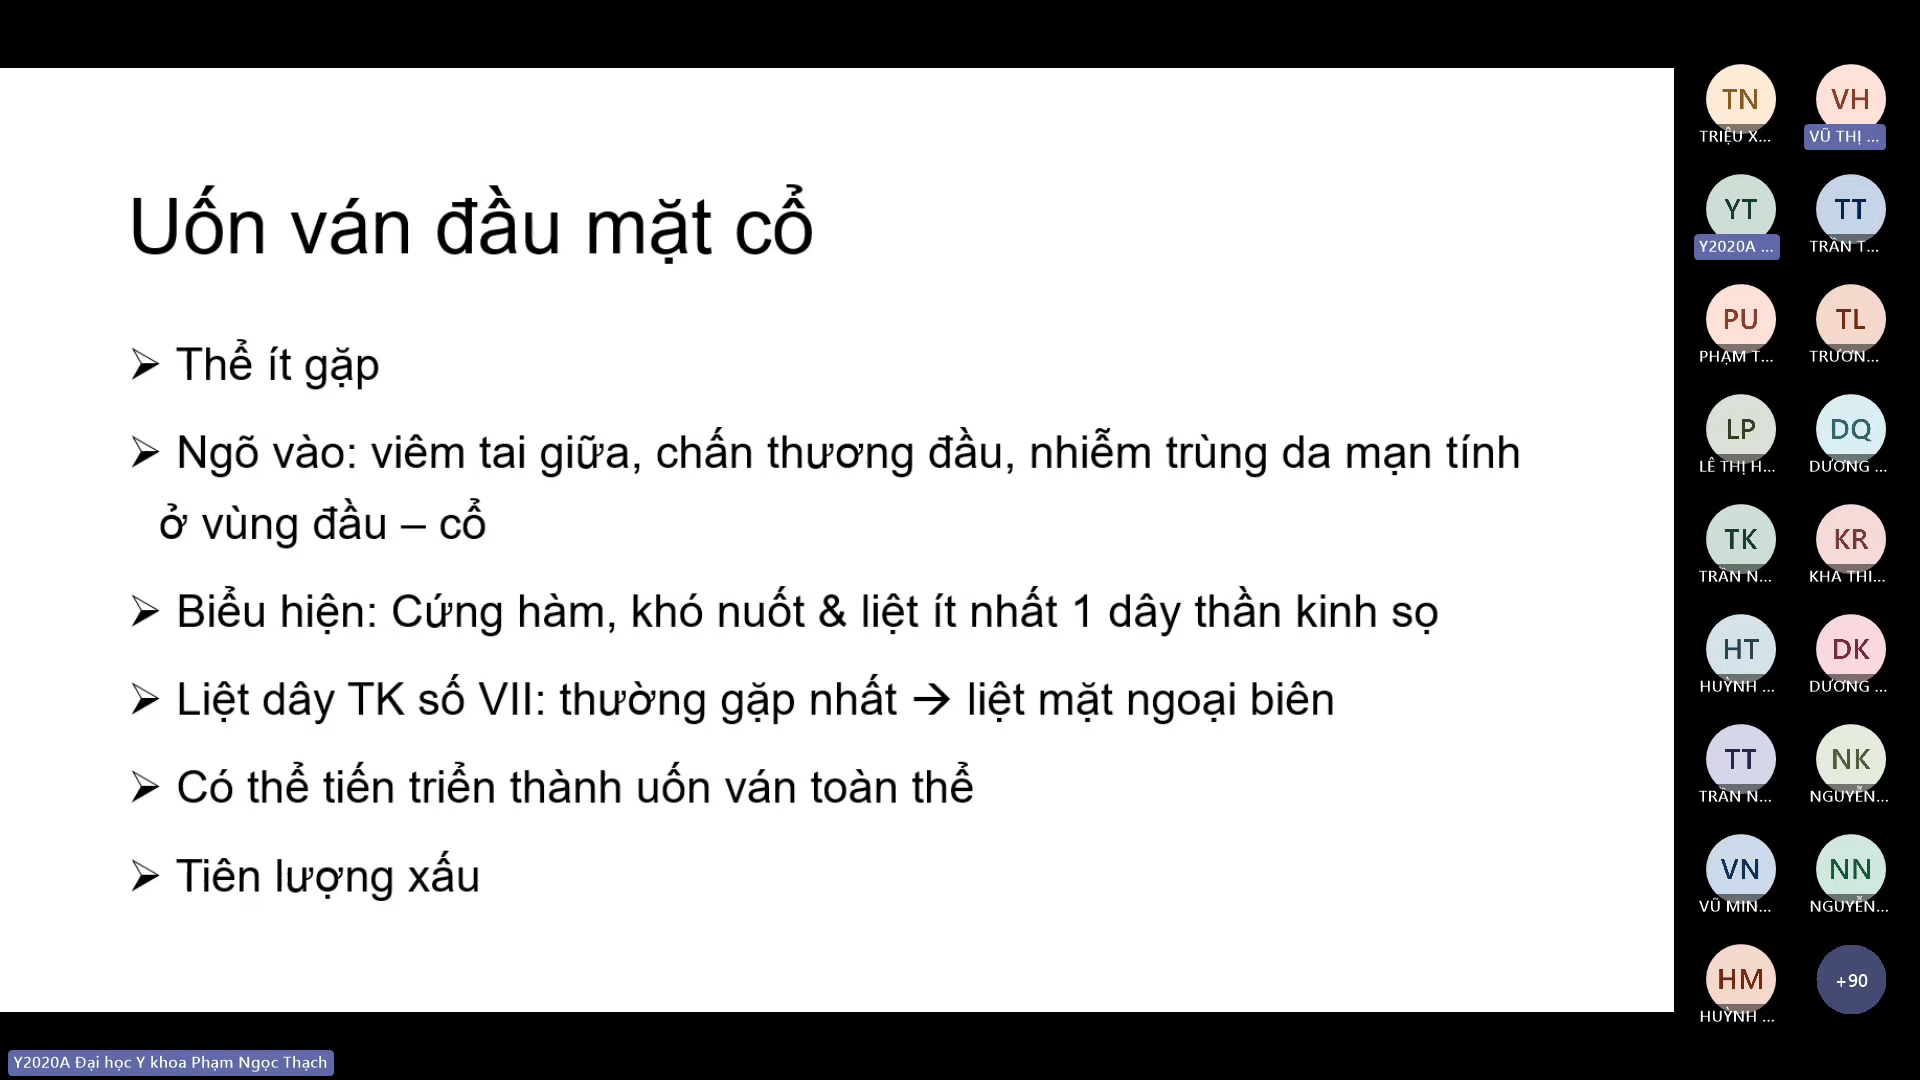 Uốn ván đầu mặt cổ
➢ Thể ít gặp
➢ Ngõ vào: viêm tai giữa, chấn thương đầu, nhiễm trùng da mạn tính
ở vùng đầu – cổ
➢ Biểu hiện: Cứng hàm, khó nuốt & liệt ít nhất 1 dây thần kinh sọ
➢ Liệt dây TK số VII: thường gặp nhất → liệt mặt ngoại biên
➢ Có thể tiến triển thành uốn ván toàn thể
➢ Tiên lượng xấu
TN VH
TRIỆU X... VŨ THỊ ...
YT TT
Y2020A ... TRẦN T...
PU TL
PHẠM T... TRƯƠN...
LP DQ
LÊ THỊ H... DƯƠNG ...
TK KR
TRẦN N... KHA THI...
HT DK
HUỲNH ... DƯƠNG ...
TT NK
TRẦN N... NGUYỄN...
VN NN
VŨ MIN... NGUYỄN...
HM +90
HUỲNH ...
Y2020A Đại học Y khoa Phạm Ngọc Thạch